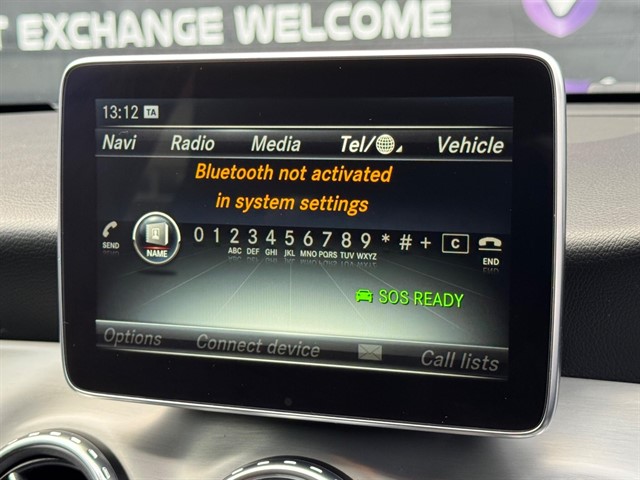 T EXCHANGE WELCOME
13:12 TA
Navi Radio Media Tel/ Vehicle
Bluetooth not activated
in system settings
SEND NAME 0 1 2 3 4 5 6 7 8 9 * # + C END
ABC DEF GHI JKL MNO PQRS TUV WXYZ
SOS READY
Options Connect device Call lists